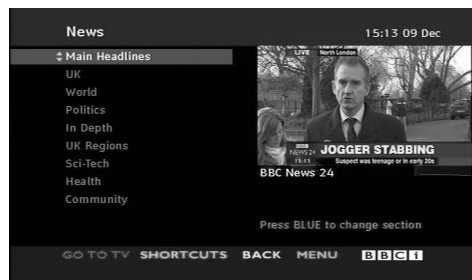 News 15:13 09 Dec
Main Headlines
UK
World
Politics
In Depth
UK Regions
Sci-Tech
Health
Community
LIVE North London
BBC
NEWS 24 JOGGER STABBING
15:13 Suspect was teenage or in early 20s
BBC News 24
Press BLUE to change section
GO TO TV SHORTCUTS BACK MENU BBCi